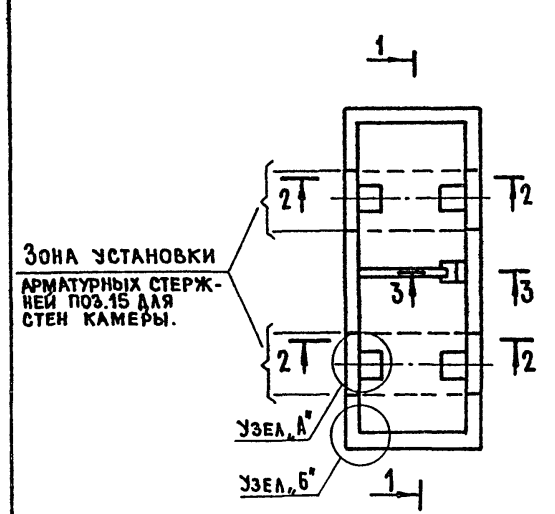 1
2
2
Зона установки
арматурных стерж-
ней поз.15 для
стен камеры.
3
3
2
2
Узел „А"
Узел „Б"
1